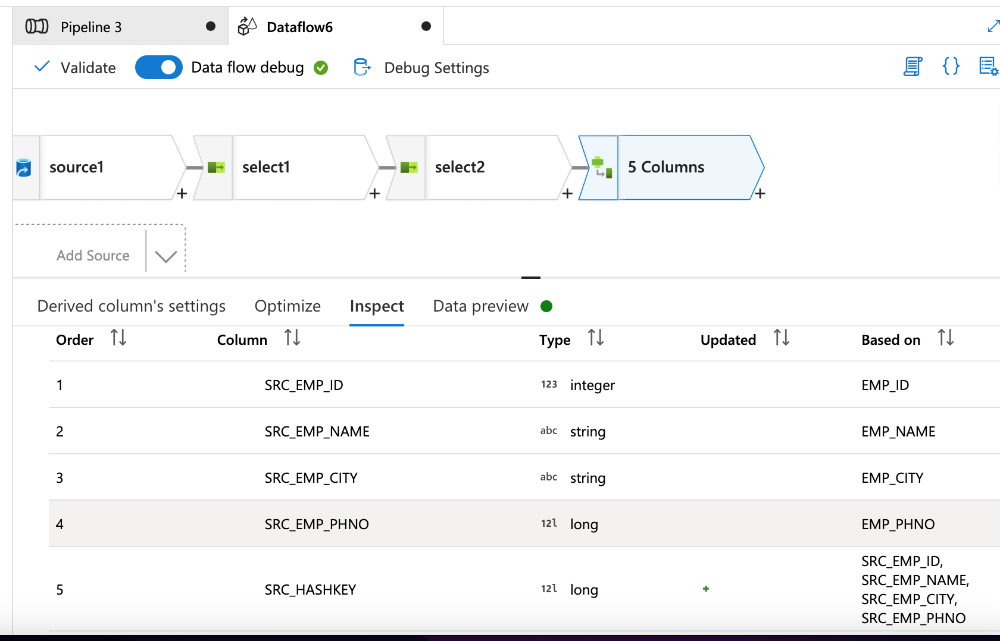 Pipeline 3
Dataflow6
Validate
Data flow debug
Debug Settings
source1
select1
select2
5 Columns
Add Source
Derived column's settings
Optimize
Inspect
Data preview
Order Column Type Updated Based on
1 SRC_EMP_ID 123 integer EMP_ID
2 SRC_EMP_NAME abc string EMP_NAME
3 SRC_EMP_CITY abc string EMP_CITY
4 SRC_EMP_PHNO 12l long EMP_PHNO
5 SRC_HASHKEY 12l long + SRC_EMP_ID,
SRC_EMP_NAME,
SRC_EMP_CITY,
SRC_EMP_PHNO